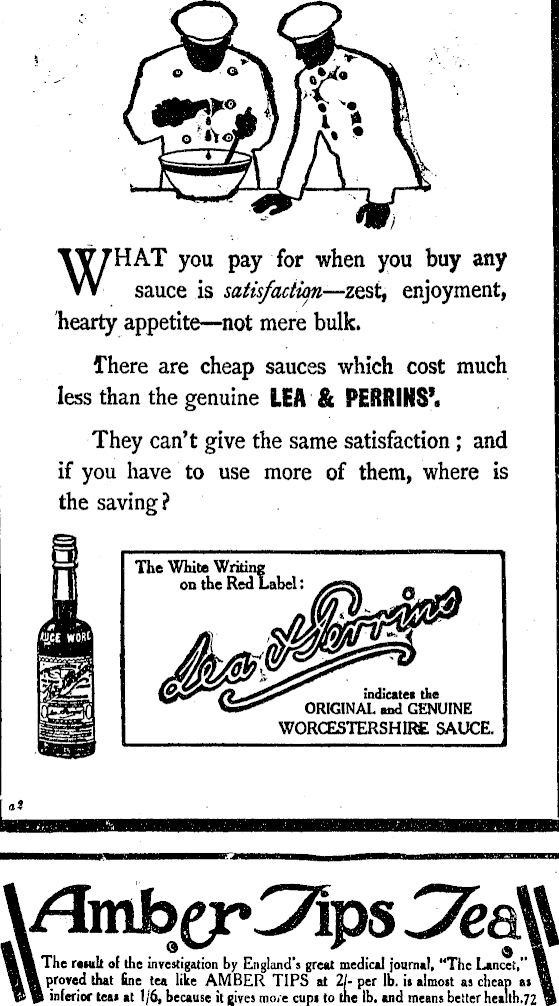 WHAT you pay for when you buy any
sauce is satisfaction—zest, enjoyment,
hearty appetite—not mere bulk.
There are cheap sauces which cost much
less than the genuine LEA & PERRINS'.
They can't give the same satisfaction; and
if you have to use more of them, where is
the saving?
UCE WORC
The White Writing
on the Red Label:
Lea & Perrins
indicates the
ORIGINAL and GENUINE
WORCESTERSHIRE SAUCE.
a2
Amber Tips Tea
The result of the investigation by England's great medical journal, "The Lancet,"
proved that fine tea like AMBER TIPS at 2/- per lb. is almost as cheap as
inferior teas at 1/6, because it gives more cups to the lb. and means better health.72